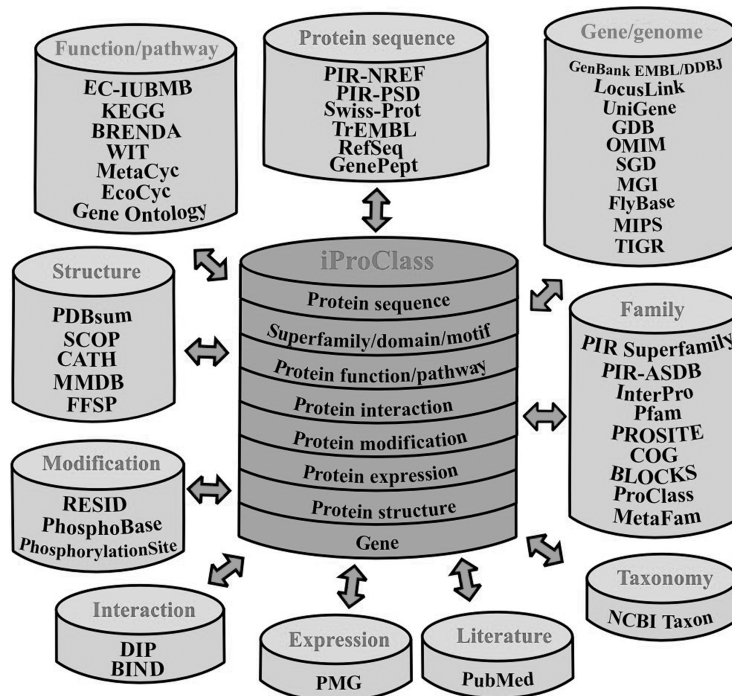 Function/pathway
EC-IUBMB
KEGG
BRENDA
WIT
MetaCyc
EcoCyc
Gene Ontology
Protein sequence
PIR-NREF
PIR-PSD
Swiss-Prot
TrEMBL
RefSeq
GenePept
Gene/genome
GenBank EMBL/DDBJ
LocusLink
UniGene
GDB
OMIM
SGD
MGI
FlyBase
MIPS
TIGR
Structure
PDBsum
SCOP
CATH
MMDB
FFSP
iProClass
Protein sequence
Superfamily/domain/motif
Protein function/pathway
Protein interaction
Protein modification
Protein expression
Protein structure
Gene
Family
PIR Superfamily
PIR-ASDB
InterPro
Pfam
PROSITE
COG
BLOCKS
ProClass
MetaFam
Modification
RESID
PhosphoBase
PhosphorylationSite
Interaction
DIP
BIND
Expression
PMG
Literature
PubMed
Taxonomy
NCBI Taxon